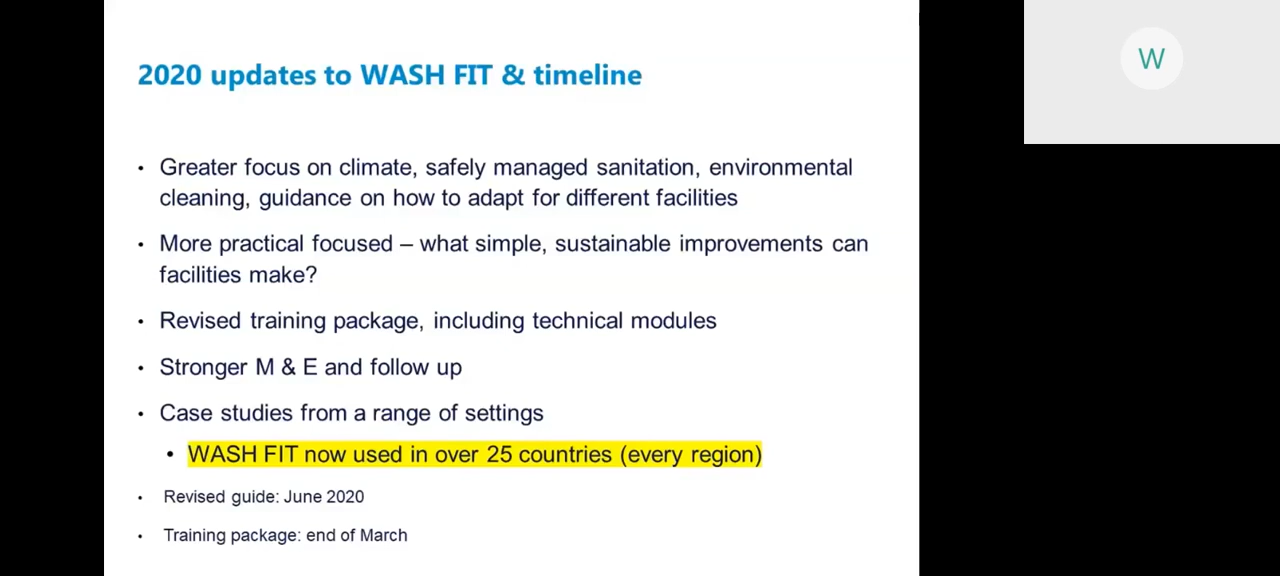 2020 updates to WASH FIT & timeline
W
• Greater focus on climate, safely managed sanitation, environmental
cleaning, guidance on how to adapt for different facilities
• More practical focused – what simple, sustainable improvements can
facilities make?
• Revised training package, including technical modules
• Stronger M & E and follow up
• Case studies from a range of settings
• WASH FIT now used in over 25 countries (every region)
• Revised guide: June 2020
• Training package: end of March